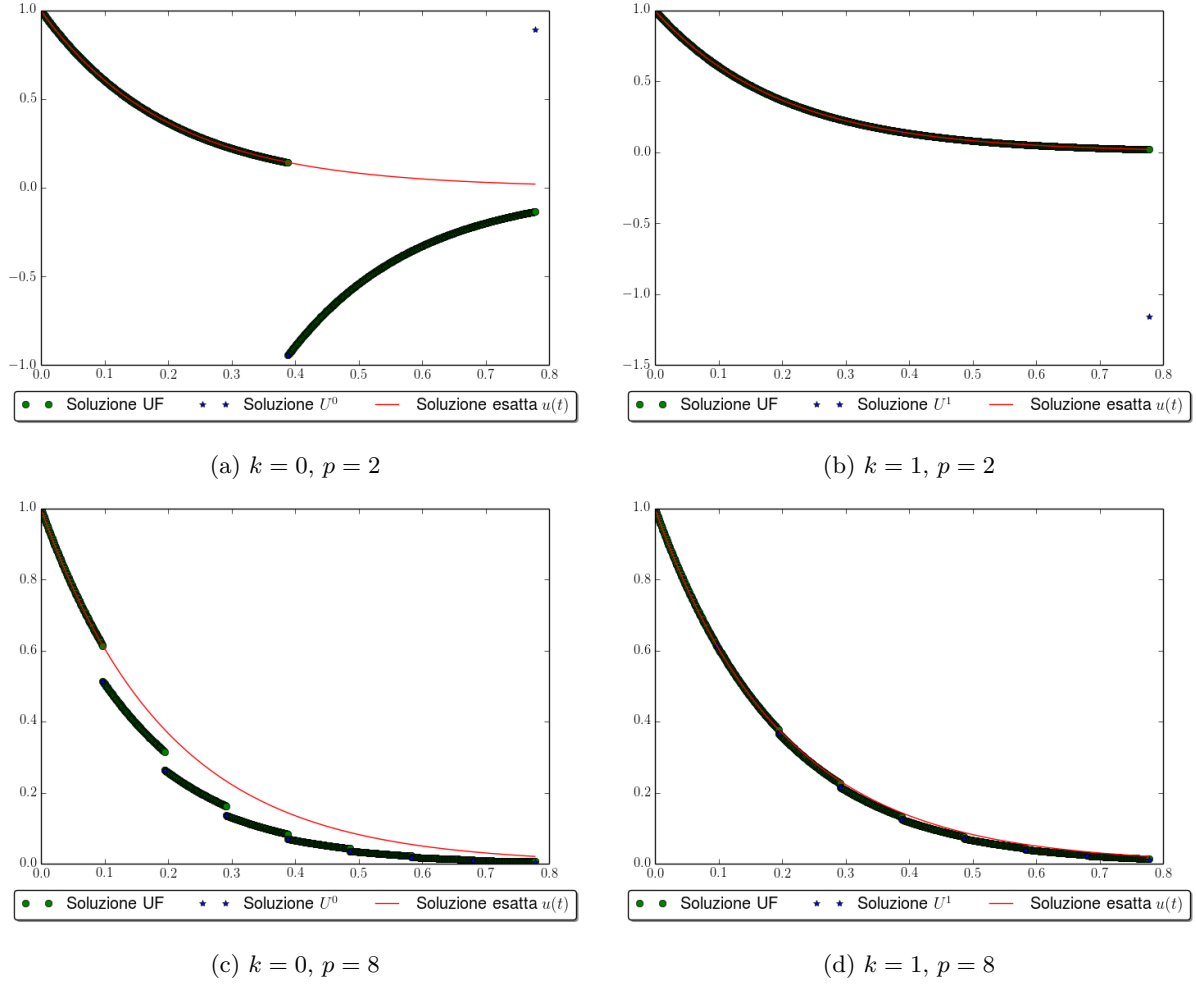 1.0
0.5
0.0
−0.5
−1.0
0.0 0.1 0.2 0.3 0.4 0.5 0.6 0.7 0.8
Soluzione UF Soluzione U⁰ Soluzione esatta u(t)
(a) k = 0, p = 2
1.0
0.5
0.0
−0.5
−1.0
−1.5
0.0 0.1 0.2 0.3 0.4 0.5 0.6 0.7 0.8
Soluzione UF Soluzione U¹ Soluzione esatta u(t)
(b) k = 1, p = 2
1.0
0.8
0.6
0.4
0.2
0.0
0.0 0.1 0.2 0.3 0.4 0.5 0.6 0.7 0.8
Soluzione UF Soluzione U⁰ Soluzione esatta u(t)
(c) k = 0, p = 8
1.0
0.8
0.6
0.4
0.2
0.0
0.0 0.1 0.2 0.3 0.4 0.5 0.6 0.7 0.8
Soluzione UF Soluzione U¹ Soluzione esatta u(t)
(d) k = 1, p = 8